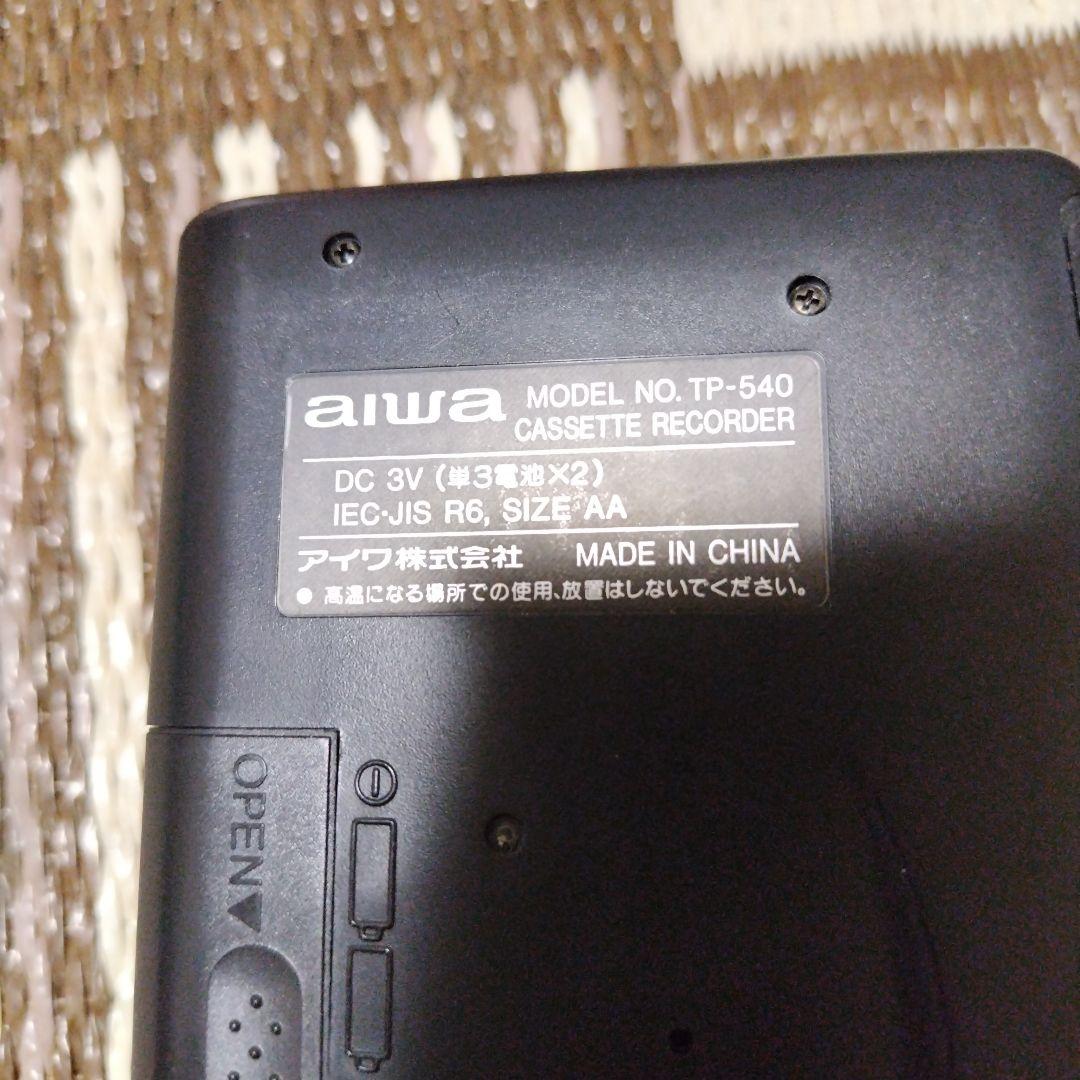 aiwa MODEL NO. TP-540
CASSETTE RECORDER
DC 3V (単3電池×2)
IEC·JIS R6, SIZE AA
アイワ株式会社 MADE IN CHINA
● 高温になる場所での使用、放置はしないでください。
OPEN▼